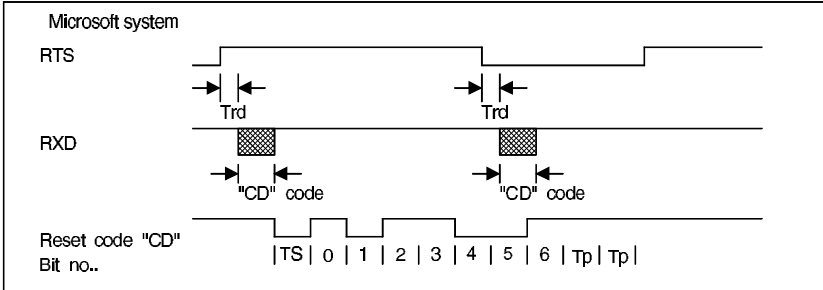 Microsoft system
RTS
Trd Trd
RXD
"CD" code "CD" code
Reset code "CD"
Bit no.. TS 0 1 2 3 4 5 6 Tp Tp